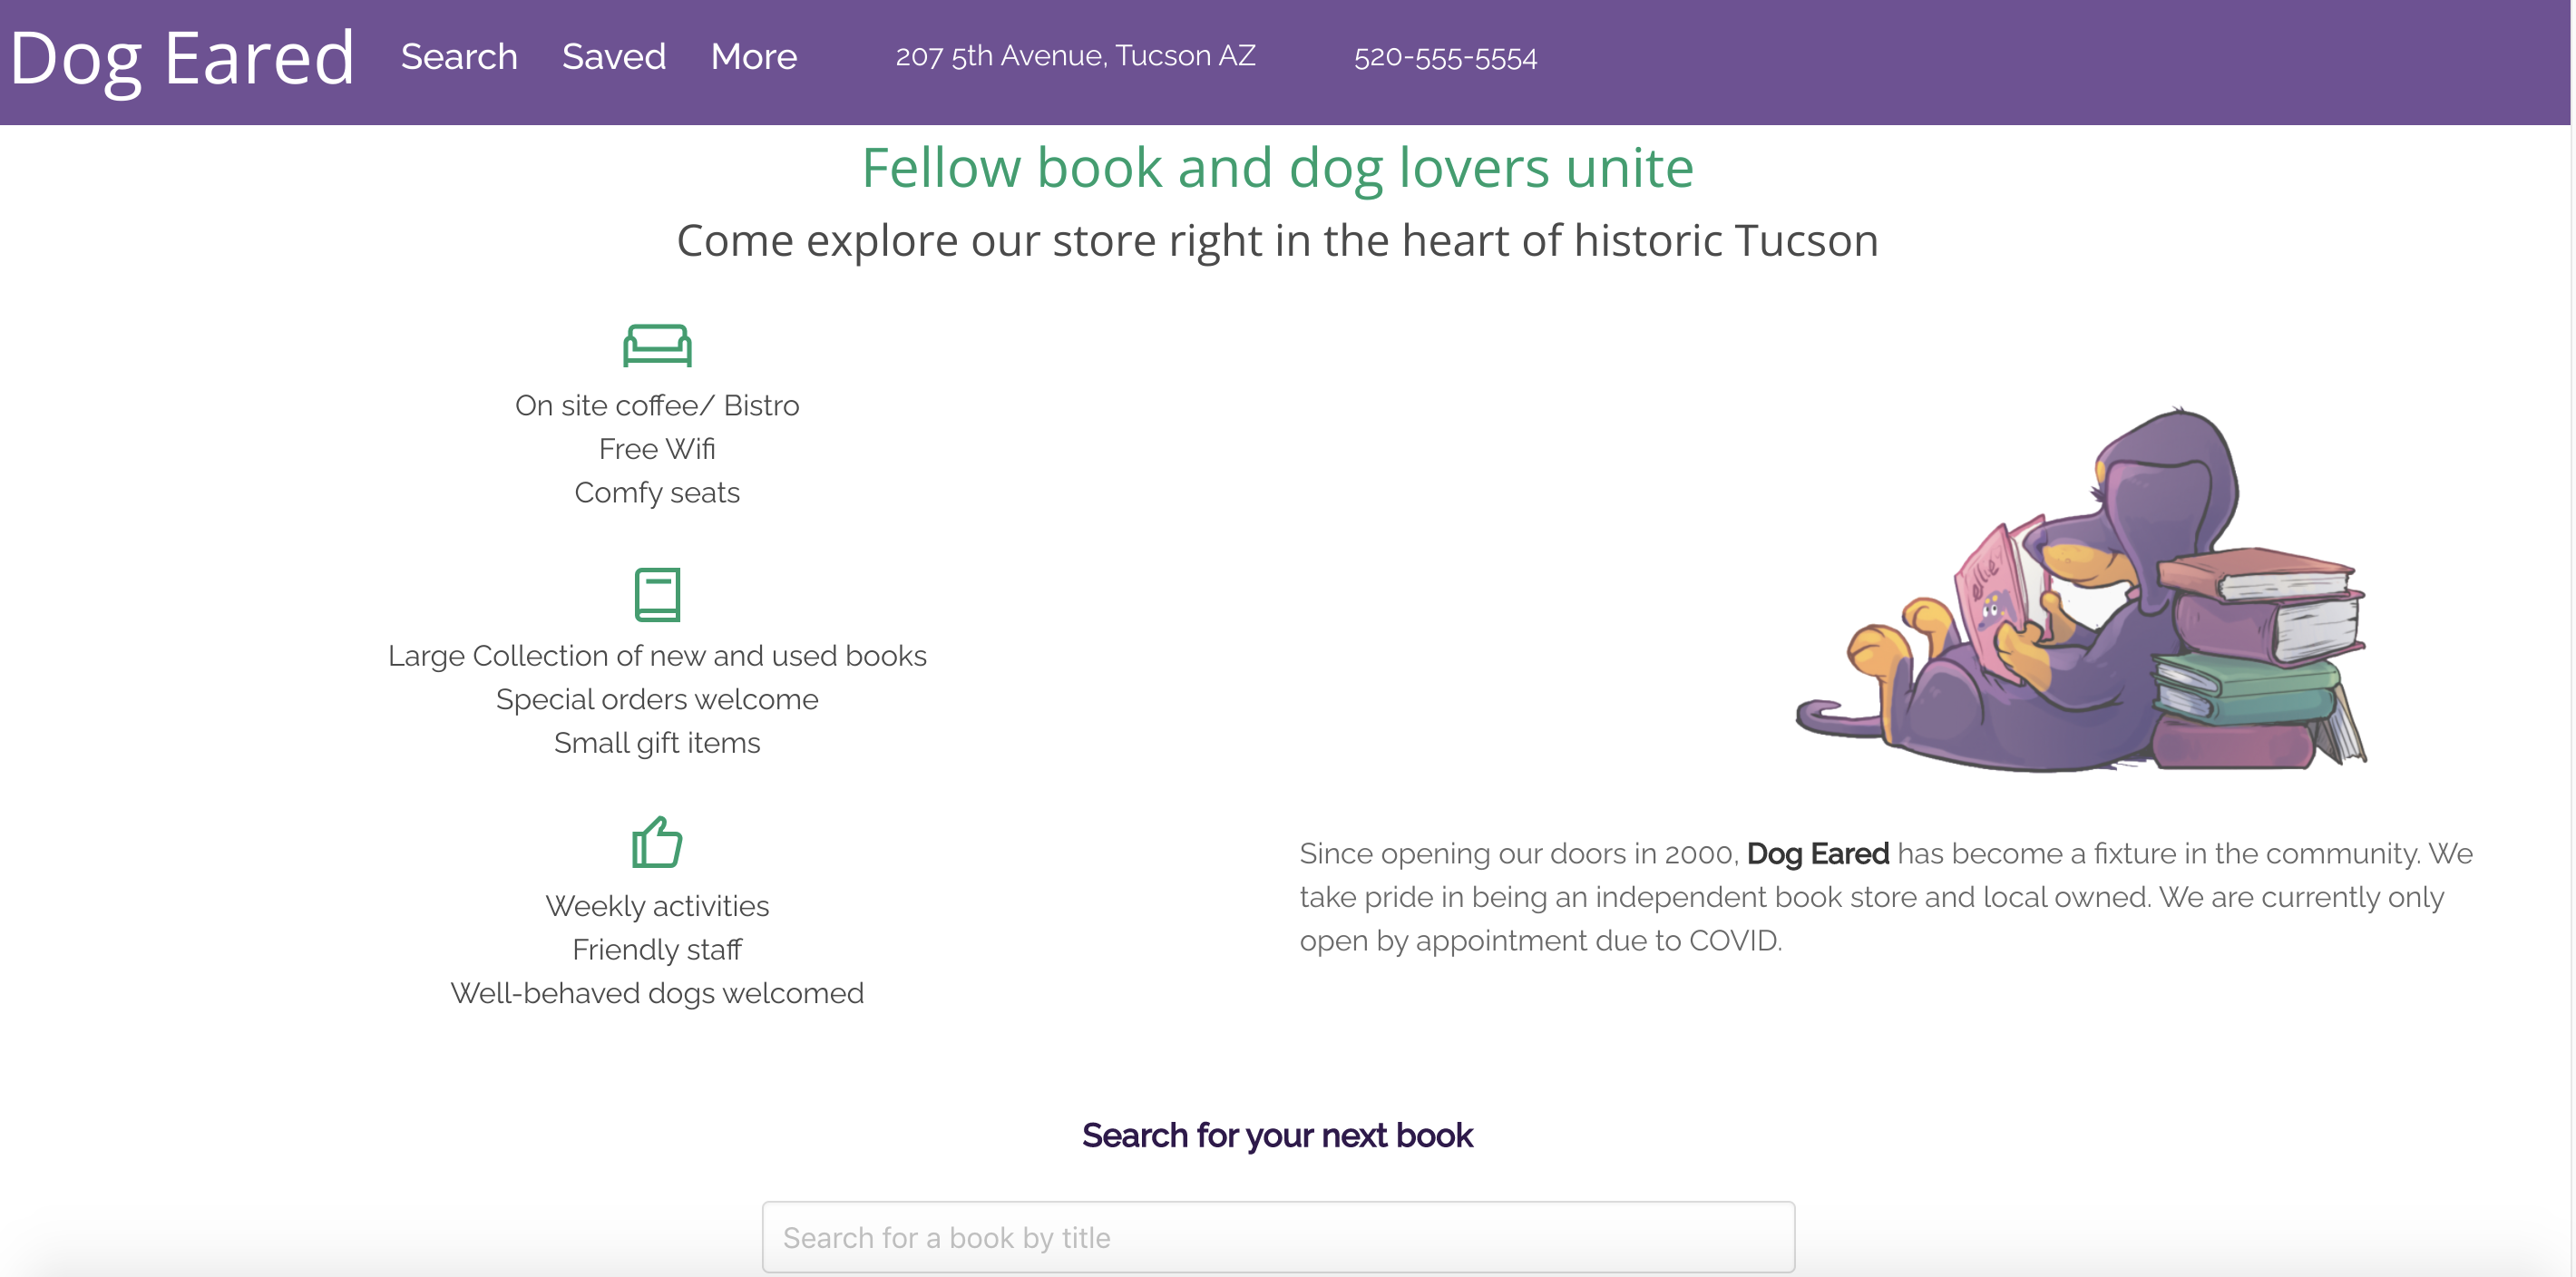 Dog Eared Search Saved More 207 5th Avenue, Tucson AZ 520-555-5554
Fellow book and dog lovers unite
Come explore our store right in the heart of historic Tucson
On site coffee/ Bistro
Free Wifi
Comfy seats
Large Collection of new and used books
Special orders welcome
Small gift items
Weekly activities
Friendly staff
Well-behaved dogs welcomed
ellie
Since opening our doors in 2000, Dog Eared has become a fixture in the community. We
take pride in being an independent book store and local owned. We are currently only
open by appointment due to COVID.
Search for your next book
Search for a book by title